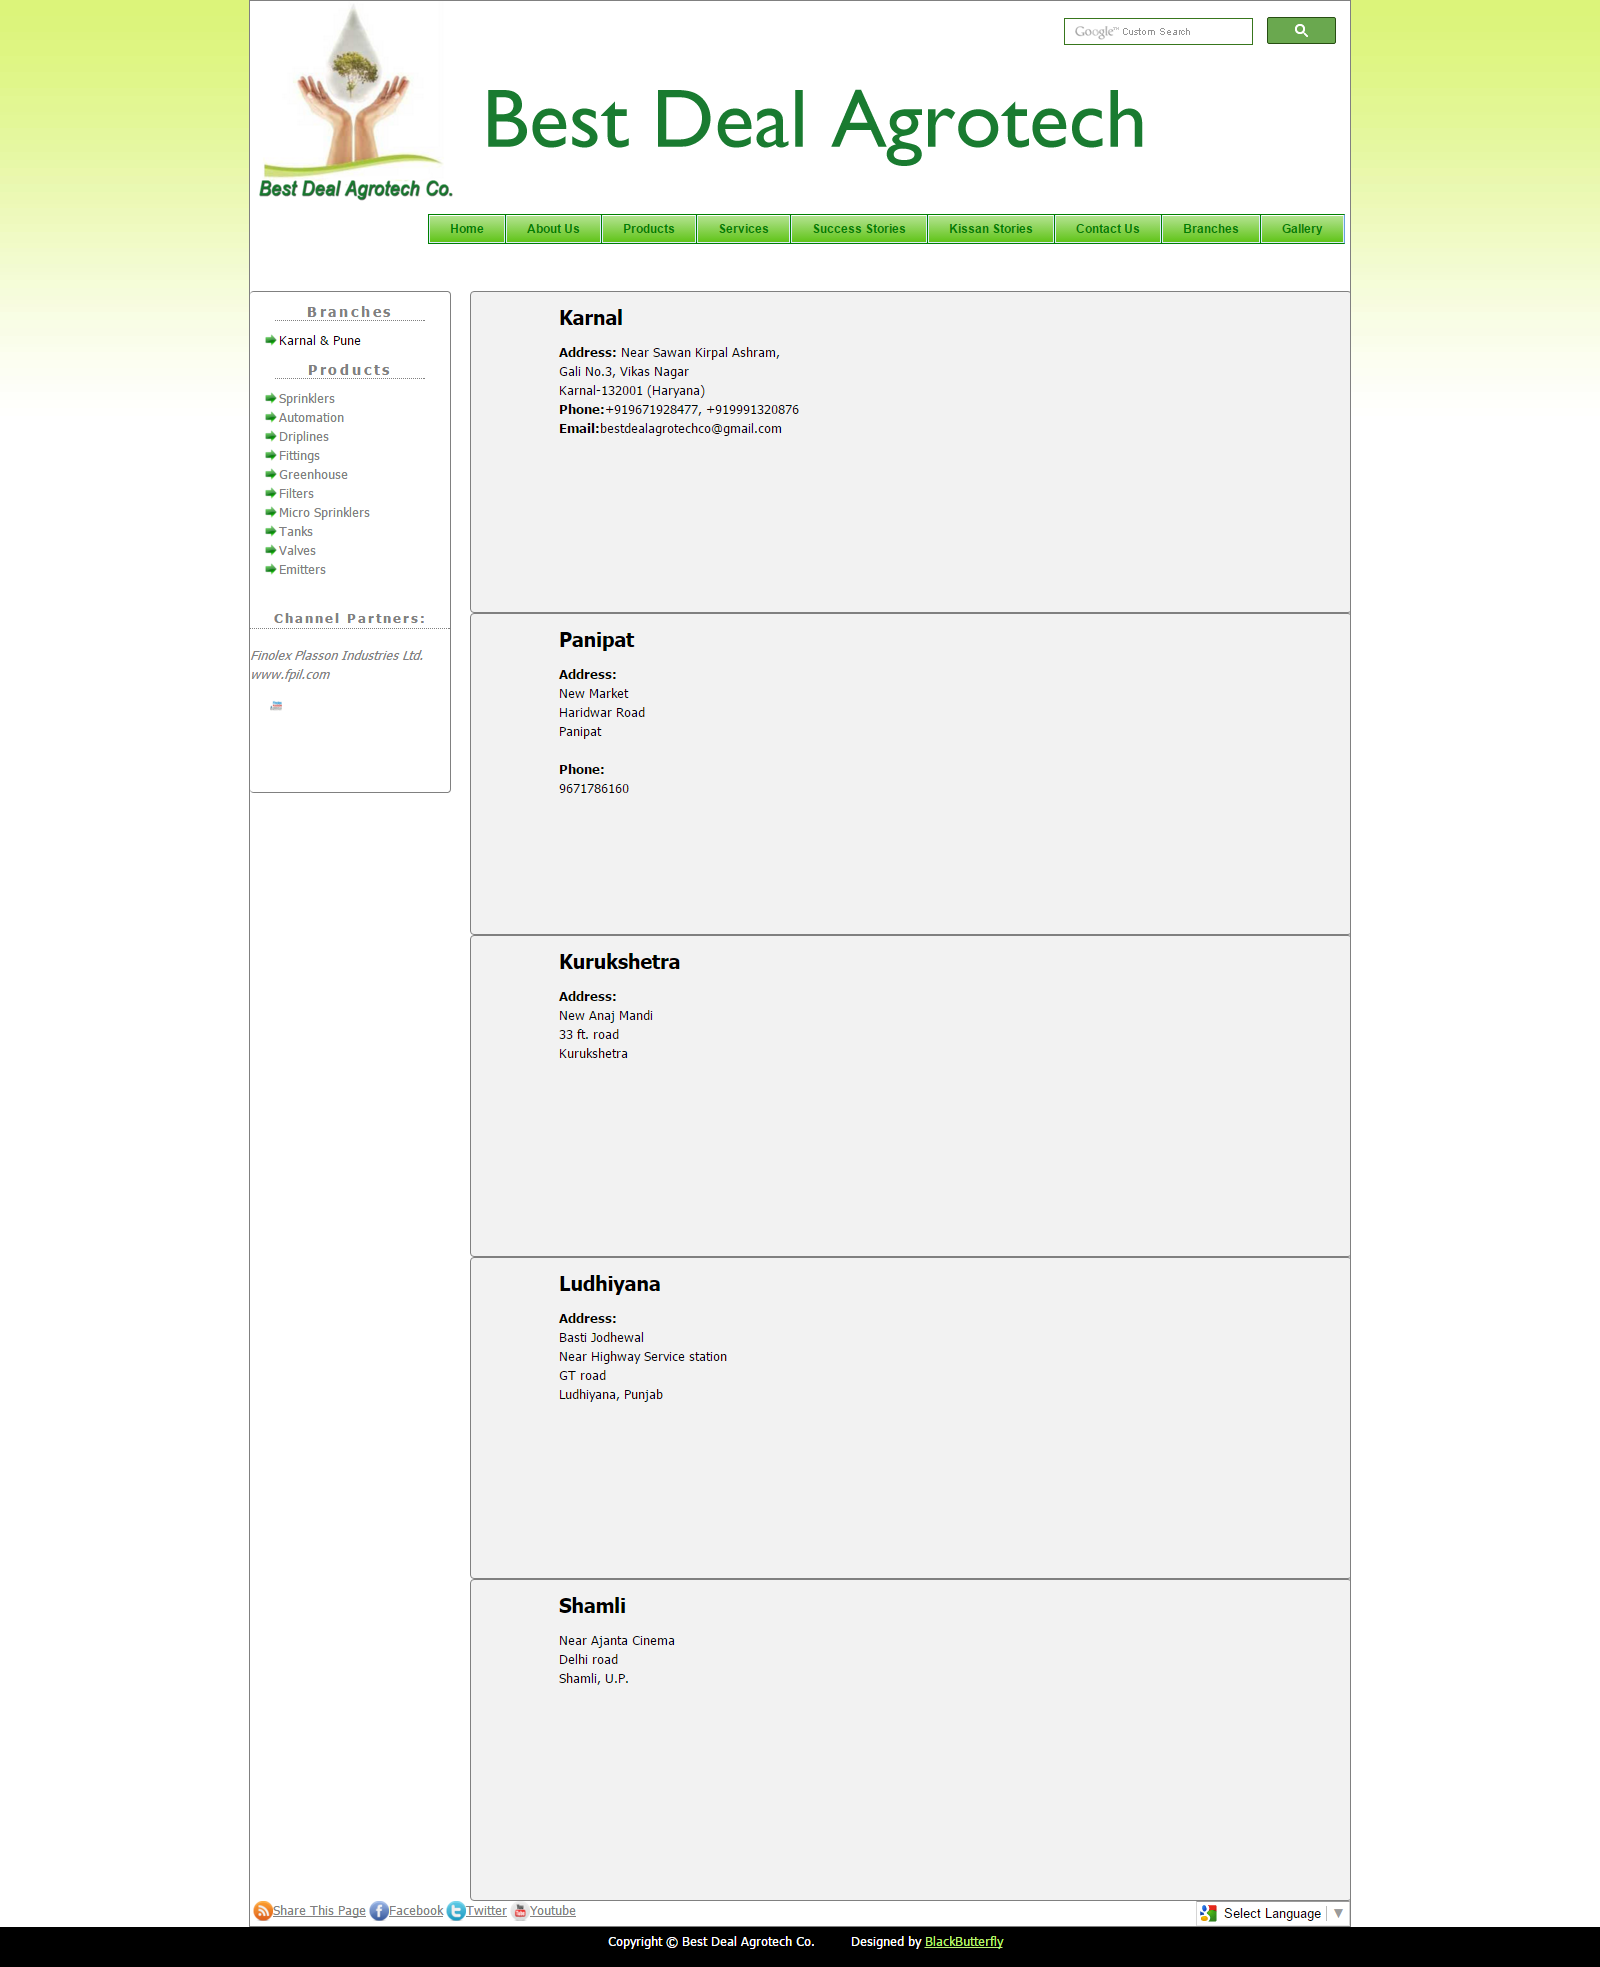 Google™ Custom Search
Best Deal Agrotech
Best Deal Agrotech Co.
Home About Us Products Services Success Stories Kissan Stories Contact Us Branches Gallery
Branches
Karnal & Pune
Products
Sprinklers
Automation
Driplines
Fittings
Greenhouse
Filters
Micro Sprinklers
Tanks
Valves
Emitters
Channel Partners:
Finolex Plasson Industries Ltd.
www.fpil.com
Karnal
Address: Near Sawan Kirpal Ashram,
Gali No.3, Vikas Nagar
Karnal-132001 (Haryana)
Phone:+919671928477, +919991320876
Email:bestdealagrotechco@gmail.com
Panipat
Address:
New Market
Haridwar Road
Panipat
Phone:
9671786160
Kurukshetra
Address:
New Anaj Mandi
33 ft. road
Kurukshetra
Ludhiyana
Address:
Basti Jodhewal
Near Highway Service station
GT road
Ludhiyana, Punjab
Shamli
Near Ajanta Cinema
Delhi road
Shamli, U.P.
Share This Page Facebook Twitter Youtube
Select Language ▼
Copyright © Best Deal Agrotech Co. Designed by BlackButterfly